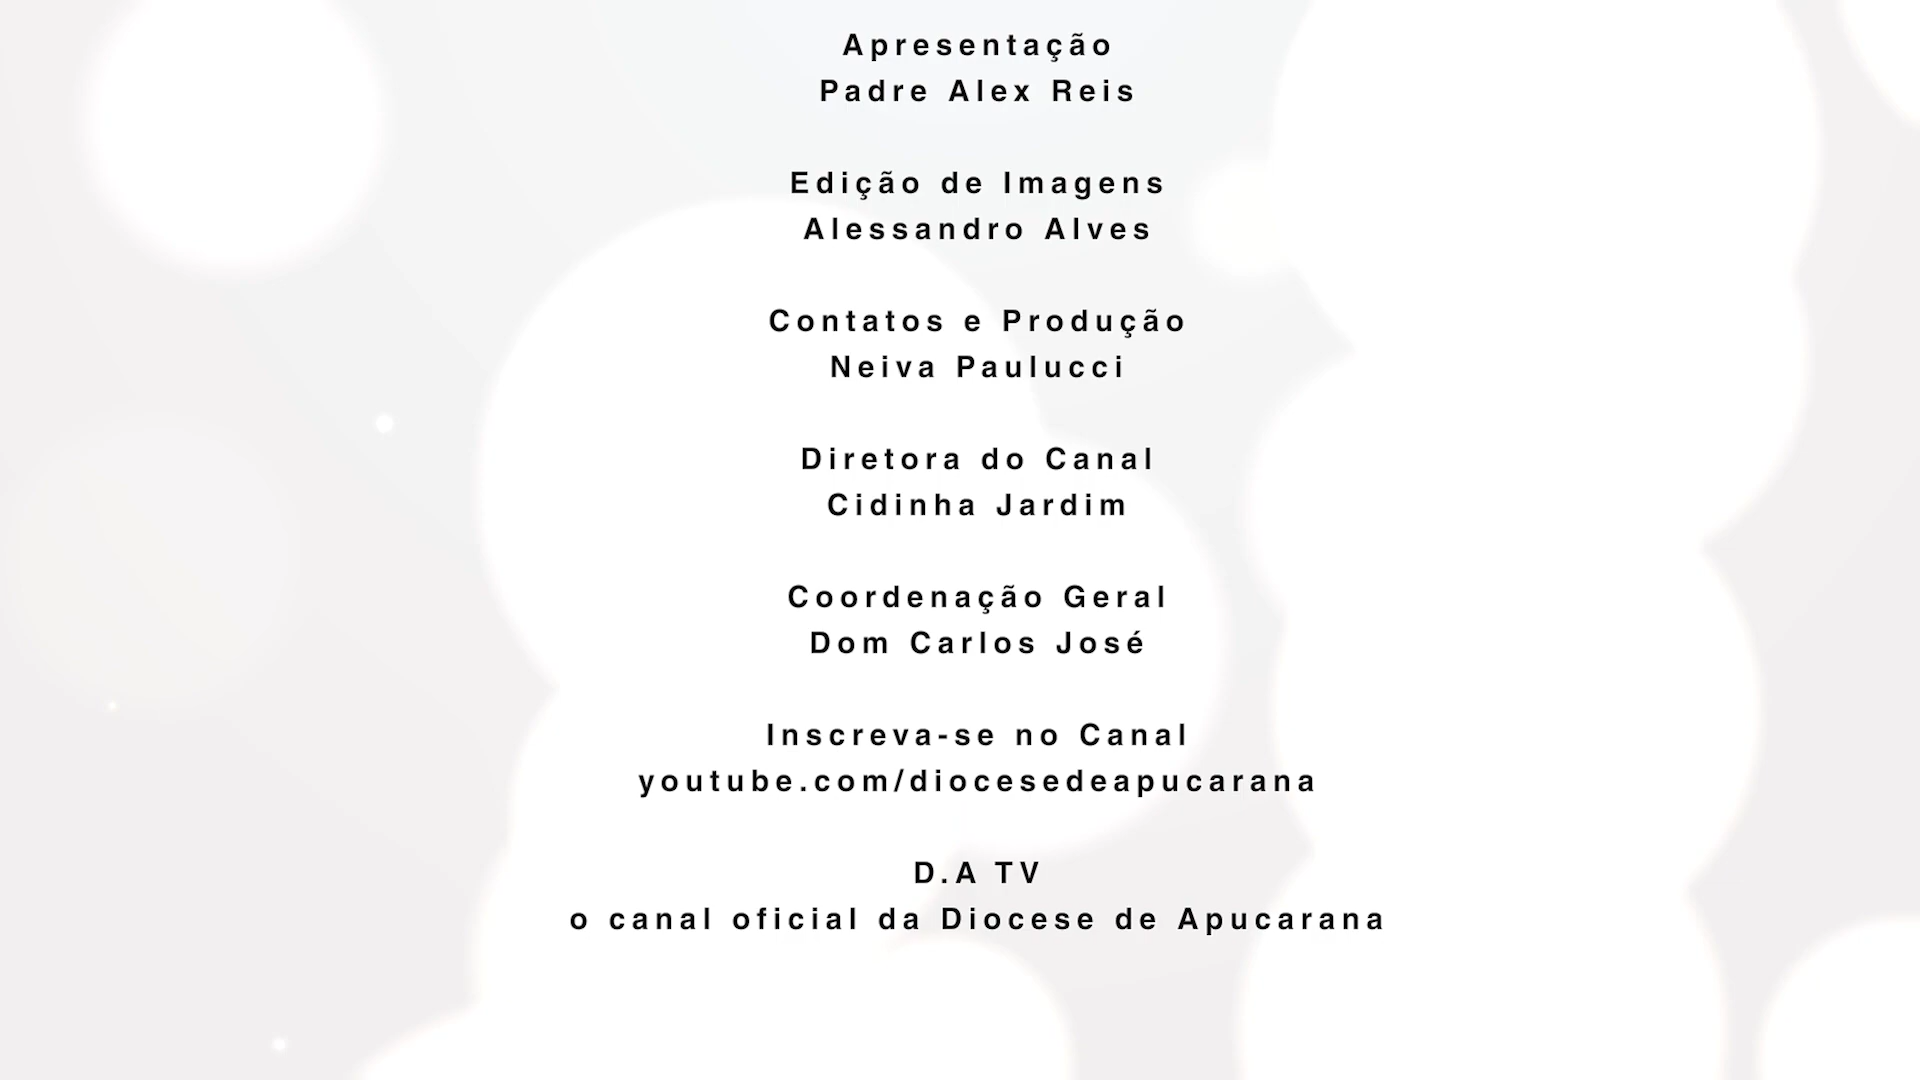 Apresentação
Padre Alex Reis
Edição de Imagens
Alessandro Alves
Contatos e Produção
Neiva Paulucci
Diretora do Canal
Cidinha Jardim
Coordenação Geral
Dom Carlos José
Inscreva-se no Canal
youtube.com/diocesedeapucarana
D.A TV
o canal oficial da Diocese de Apucarana